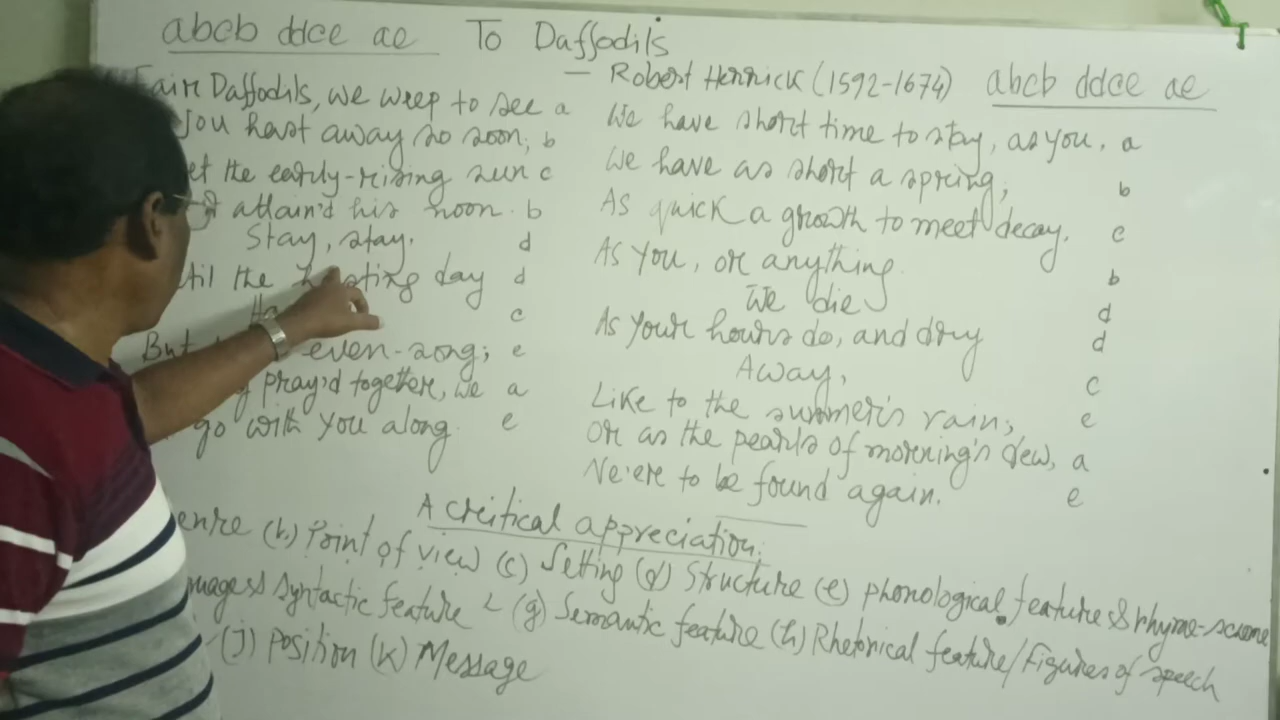 abcb ddce ae To Daffodils
Fair Daffodils, we weep to see a
You hast away so soon; b
et the early-rising sun c
attain'd his noon. b
Stay, stay. d
til the hasting day d
Ha c
But even-song; e
pray'd together, we a
go with you along. e
— Robert Herrick (1592-1674) abcb ddce ae
We have short time to stay, as you, a
We have as short a spring; b
As quick a growth to meet decay. c
As you, or anything. b
We die d
As your hours do, and dry d
Away, c
Like to the summer's rain; e
Or as the pearls of morning's dew, a
Ne'er to be found again. e
A critical appreciation:
enre (b.) Point of view (c) Setting (d) Structure (e) phonological feature & rhyme-scheme
Syntactic feature (g) Semantic feature (h) Rhetorical feature/Figures of speech
(j) Position (k) Message